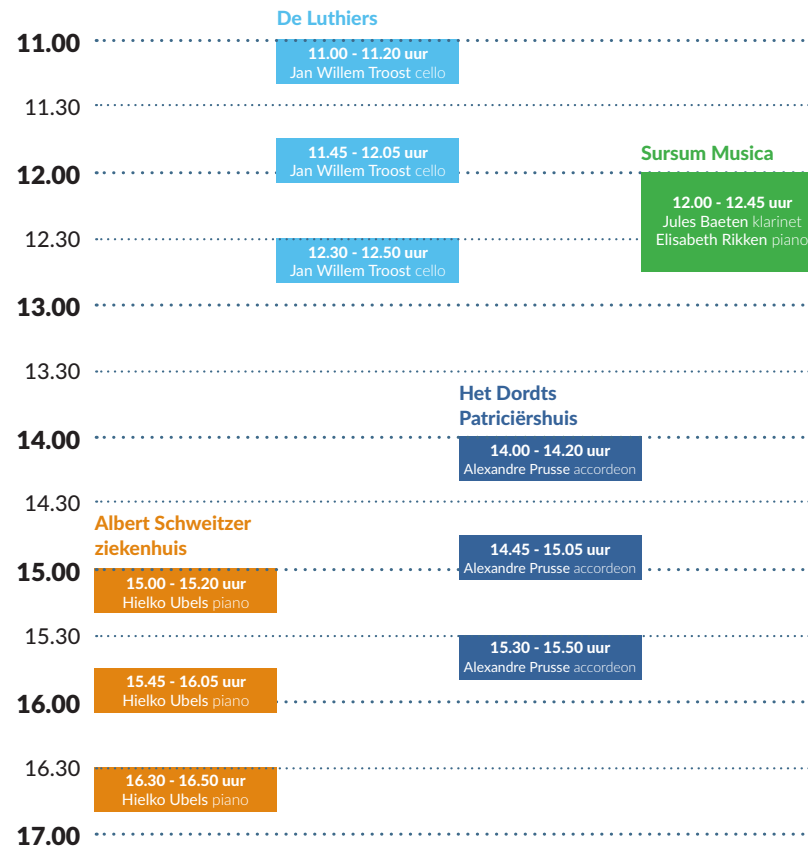 De Luthiers
11.00
11.00 - 11.20 uur
Jan Willem Troost cello
11.30
11.45 - 12.05 uur
Jan Willem Troost cello
Sursum Musica
12.00
12.00 - 12.45 uur
Jules Baeten klarinet
Elisabeth Rikken piano
12.30
12.30 - 12.50 uur
Jan Willem Troost cello
13.00
13.30
Het Dordts
Patriciërshuis
14.00
14.00 - 14.20 uur
Alexandre Prusse accordeon
14.30
Albert Schweitzer
ziekenhuis
14.45 - 15.05 uur
Alexandre Prusse accordeon
15.00
15.00 - 15.20 uur
Hielko Ubels piano
15.30
15.30 - 15.50 uur
Alexandre Prusse accordeon
15.45 - 16.05 uur
Hielko Ubels piano
16.00
16.30
16.30 - 16.50 uur
Hielko Ubels piano
17.00